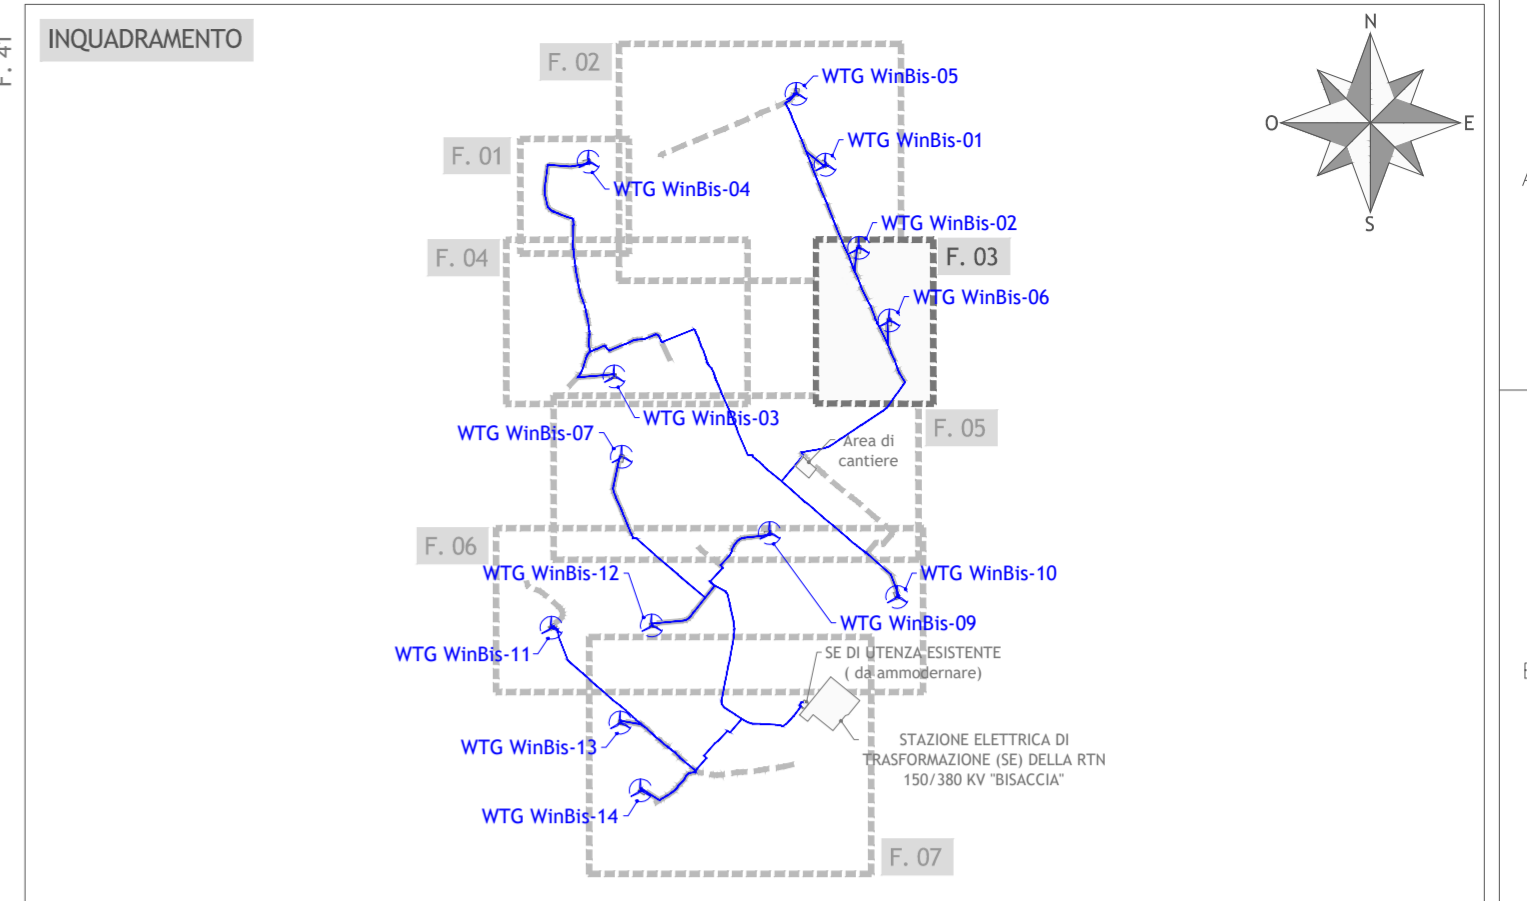 F. 41
INQUADRAMENTO
N
O
E
S
F. 02
WTG WinBis-05
WTG WinBis-01
F. 01
WTG WinBis-04
WTG WinBis-02
F. 04
F. 03
WTG WinBis-06
WTG WinBis-03
F. 05
WTG WinBis-07
Area di
cantiere
F. 06
WTG WinBis-12
WTG WinBis-10
WTG WinBis-09
WTG WinBis-11
SE DI UTENZA ESISTENTE
( da ammodernare)
WTG WinBis-13
STAZIONE ELETTRICA DI
TRASFORMAZIONE (SE) DELLA RTN
150/380 KV "BISACCIA"
WTG WinBis-14
F. 07